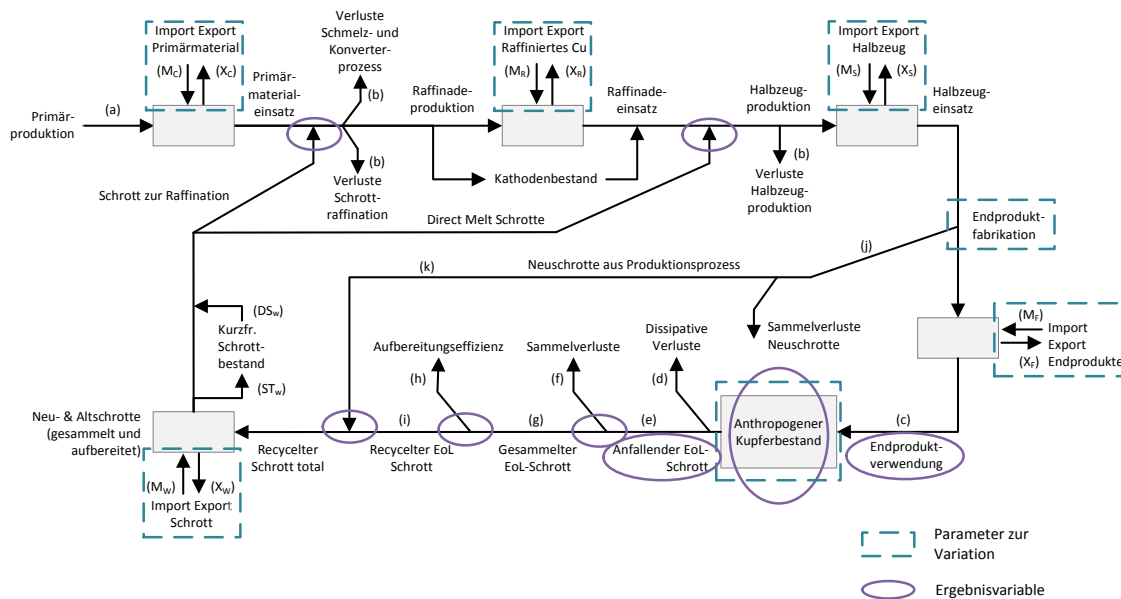 Import Export
Primärmaterial
(M_C) (X_C)
(a)
Primär-
produktion
Primär-
material-
einsatz
Verluste
Schmelz- und
Konverter-
prozess
(b)
(b)
Verluste
Schrott-
raffination
Raffinade-
produktion
Import Export
Raffiniertes Cu
(M_R) (X_R)
Raffinade-
einsatz
Kathodenbestand
Halbzeug-
produktion
(b)
Verluste
Halbzeug-
produktion
Import Export
Halbzeug
(M_S) (X_S)
Halbzeug-
einsatz
Schrott zur Raffination
Direct Melt Schrotte
Endprodukt-
fabrikation
(j)
(k)
Neuschrotte aus Produktionsprozess
Sammelverluste
Neuschrotte
(M_F)
Import
Export
(X_F) Endprodukte
(DS_w)
Kurzfr.
Schrott-
bestand
(ST_w)
Aufbereitungseffizienz
(h)
Sammelverluste
(f)
Dissipative
Verluste
(d)
Neu- & Altschrotte
(gesammelt und
aufbereitet)
(i)
(g)
(e)
Anthropogener
Kupferbestand
(c)
Recycelter
Schrott total
Recycelter EoL
Schrott
Gesammelter
EoL-Schrott
Anfallender EoL-
Schrott
Endprodukt-
verwendung
(M_W) (X_W)
Import Export
Schrott
Parameter zur
Variation
Ergebnisvariable